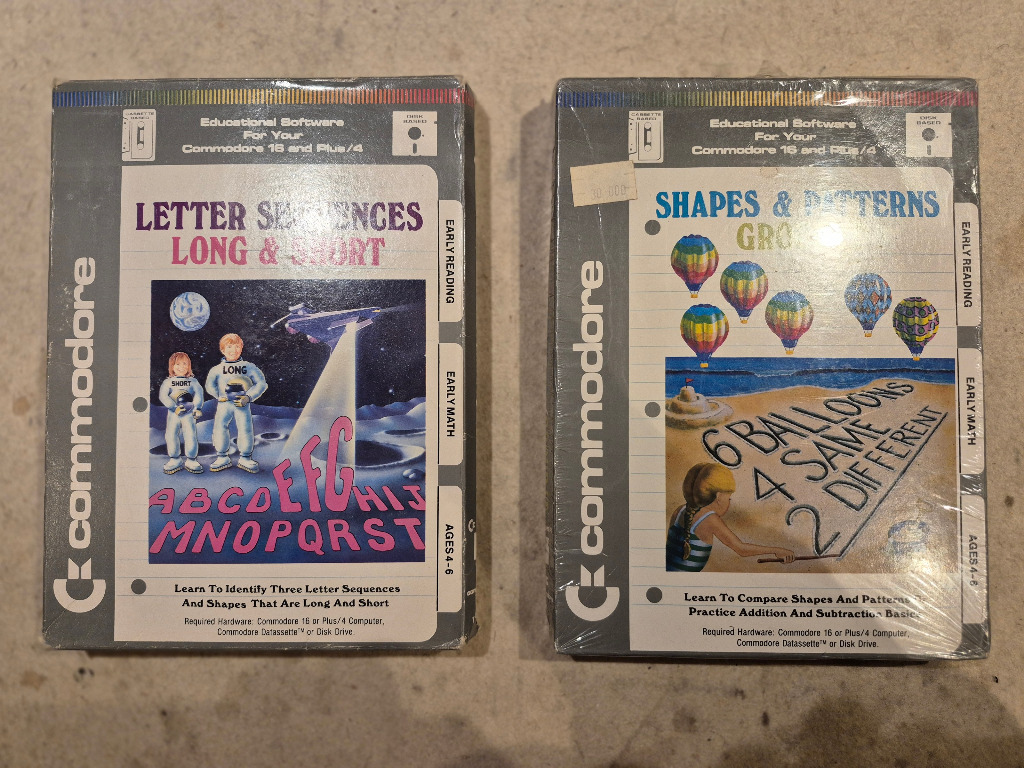 CASSETTE BASED
Educational Software
For Your
Commodore 16 and Plus/4
DISK BASED
LETTER SEQUENCES
LONG & SHORT
SHORT
LONG
ABCDEFGHIJ
MNOPQRST
EARLY READING
EARLY MATH
AGES 4-6
commodore
Learn To Identify Three Letter Sequences
And Shapes That Are Long And Short
Required Hardware: Commodore 16 or Plus/4 Computer,
Commodore Datassette™ or Disk Drive.
CASSETTE BASED
Educational Software
For Your
Commodore 16 and Plus/4
DISK BASED
SHAPES & PATTERNS
6 BALLOONS
4 SAME
2 DIFFERENT
EARLY READING
EARLY MATH
AGES 4-6
commodore
Learn To Compare Shapes And Patterns
Practice Addition And Subtraction Basics
Required Hardware: Commodore 16 or Plus/4 Computer,
Commodore Datassette™ or Disk Drive.